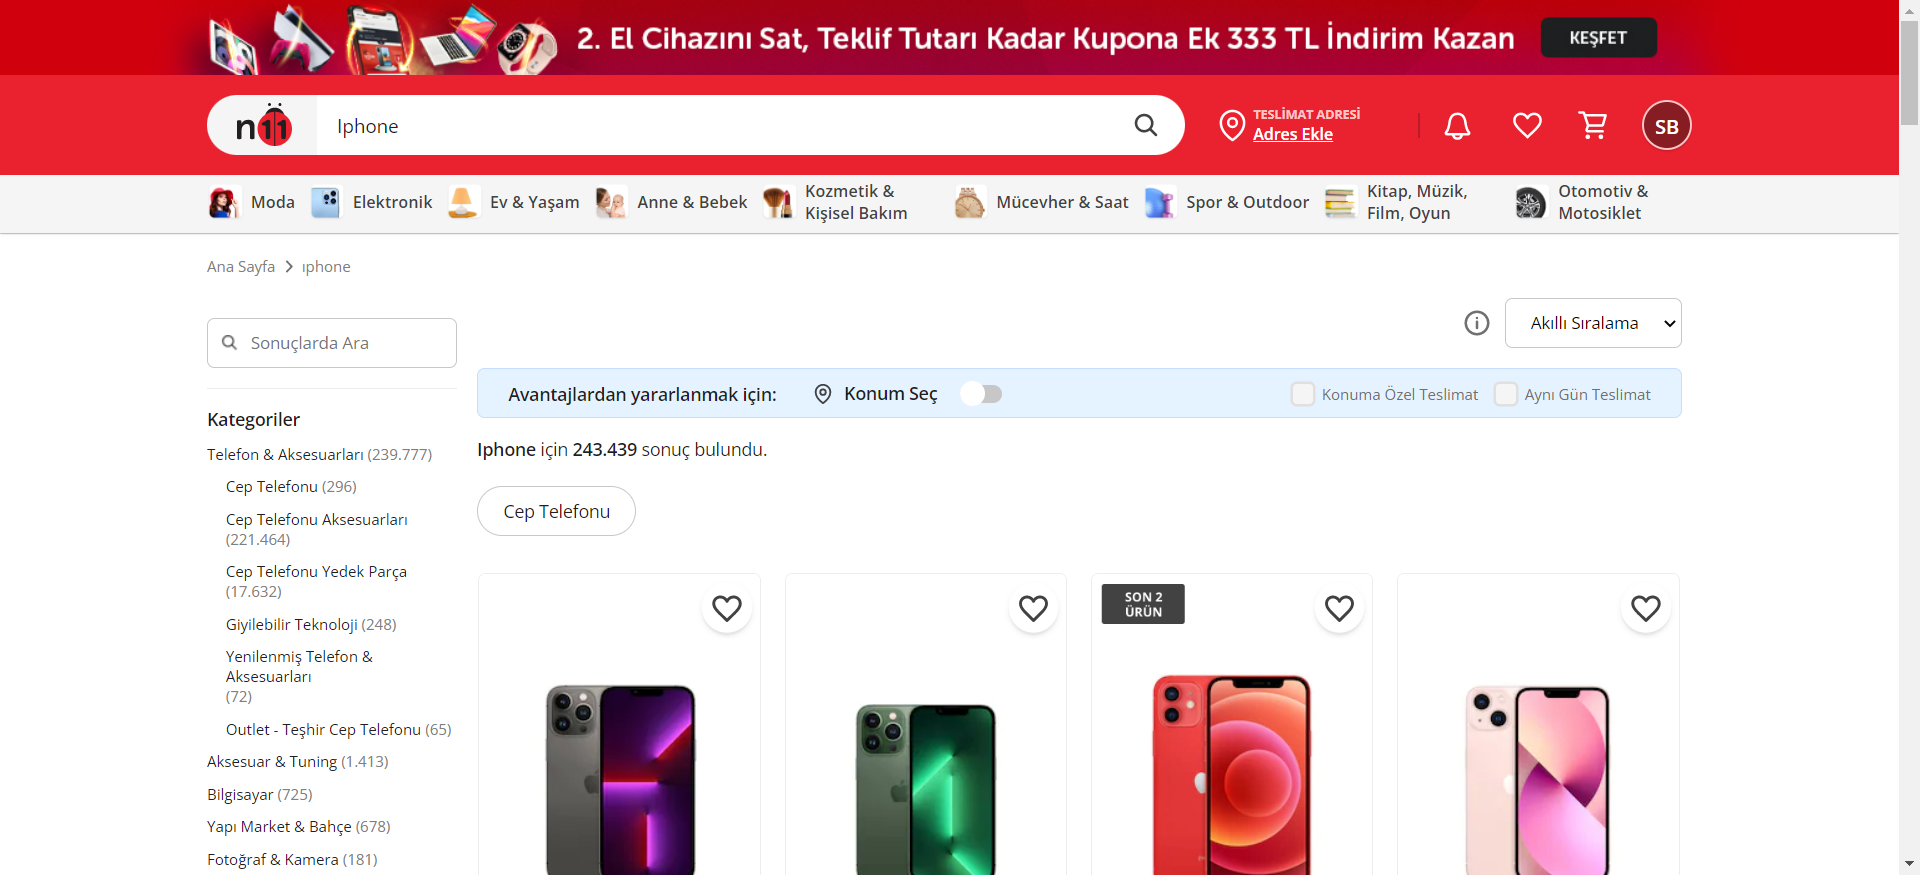 2. El Cihazını Sat, Teklif Tutarı Kadar Kupona Ek 333 TL İndirim Kazan
KEŞFET
n11
Iphone
TESLİMAT ADRESİ
Adres Ekle
SB
Moda
Elektronik
Ev & Yaşam
Anne & Bebek
Kozmetik &
Kişisel Bakım
Mücevher & Saat
Spor & Outdoor
Kitap, Müzik,
Film, Oyun
Otomotiv &
Motosiklet
Ana Sayfa
ıphone
Sonuçlarda Ara
Akıllı Sıralama
Avantajlardan yararlanmak için:
Konum Seç
Konuma Özel Teslimat
Aynı Gün Teslimat
Iphone için 243.439 sonuç bulundu.
Cep Telefonu
Kategoriler
Telefon & Aksesuarları (239.777)
Cep Telefonu (296)
Cep Telefonu Aksesuarları
(221.464)
Cep Telefonu Yedek Parça
(17.632)
Giyilebilir Teknoloji (248)
Yenilenmiş Telefon &
Aksesuarları
(72)
Outlet - Teşhir Cep Telefonu (65)
Aksesuar & Tuning (1.413)
Bilgisayar (725)
Yapı Market & Bahçe (678)
Fotoğraf & Kamera (181)
SON 2
ÜRÜN